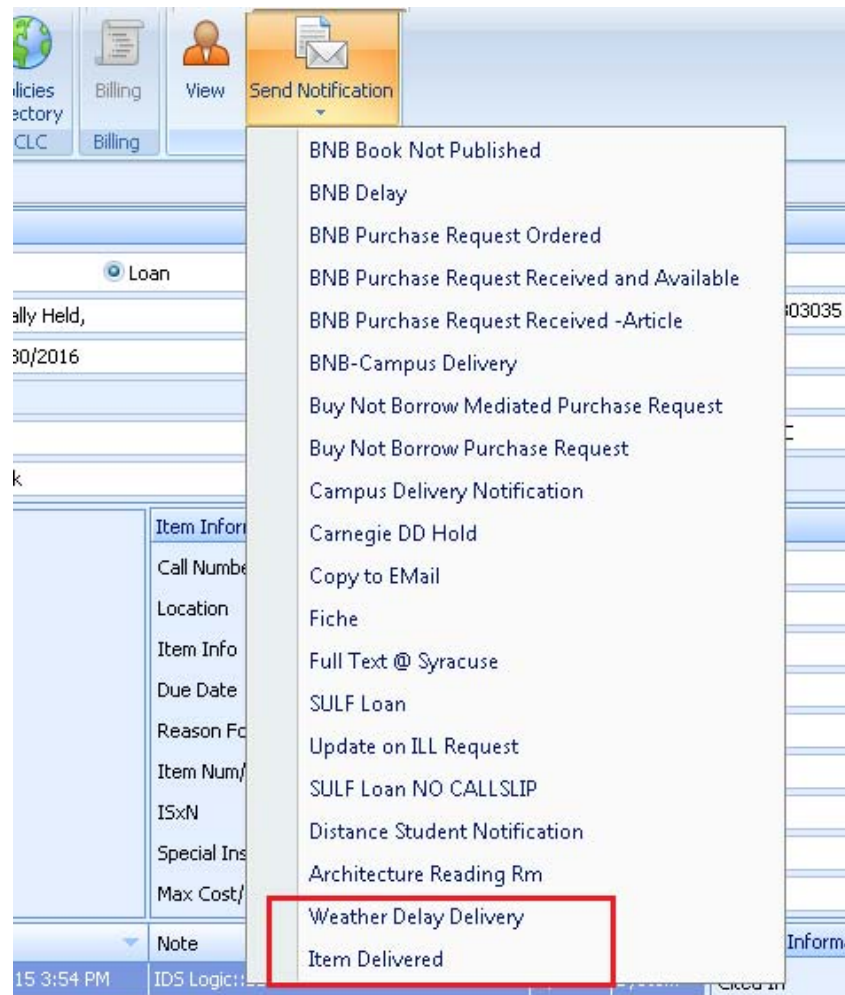 Billing
View
Send Notification
CLC
Billing
BNB Book Not Published
BNB Delay
BNB Purchase Request Ordered
BNB Purchase Request Received and Available
BNB Purchase Request Received -Article
BNB-Campus Delivery
Buy Not Borrow Mediated Purchase Request
Buy Not Borrow Purchase Request
Campus Delivery Notification
Carnegie DD Hold
Copy to EMail
Fiche
Full Text @ Syracuse
SULF Loan
Update on ILL Request
SULF Loan NO CALLSLIP
Distance Student Notification
Architecture Reading Rm
Weather Delay Delivery
Item Delivered
Loan
ally Held,
30/2016
k
03035
Item Infor
Call Numbe
Location
Item Info
Due Date
Reason Fo
Item Num/
ISxN
Special Ins
Max Cost/
Note
Inform
15 3:54 PM
IDS Logic::